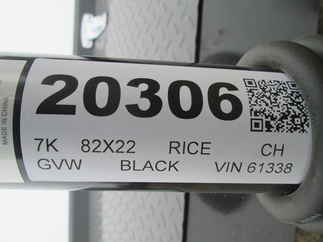 20306
7K 82X22 RICE CH
GVW BLACK VIN 61338
MADE IN CHINA